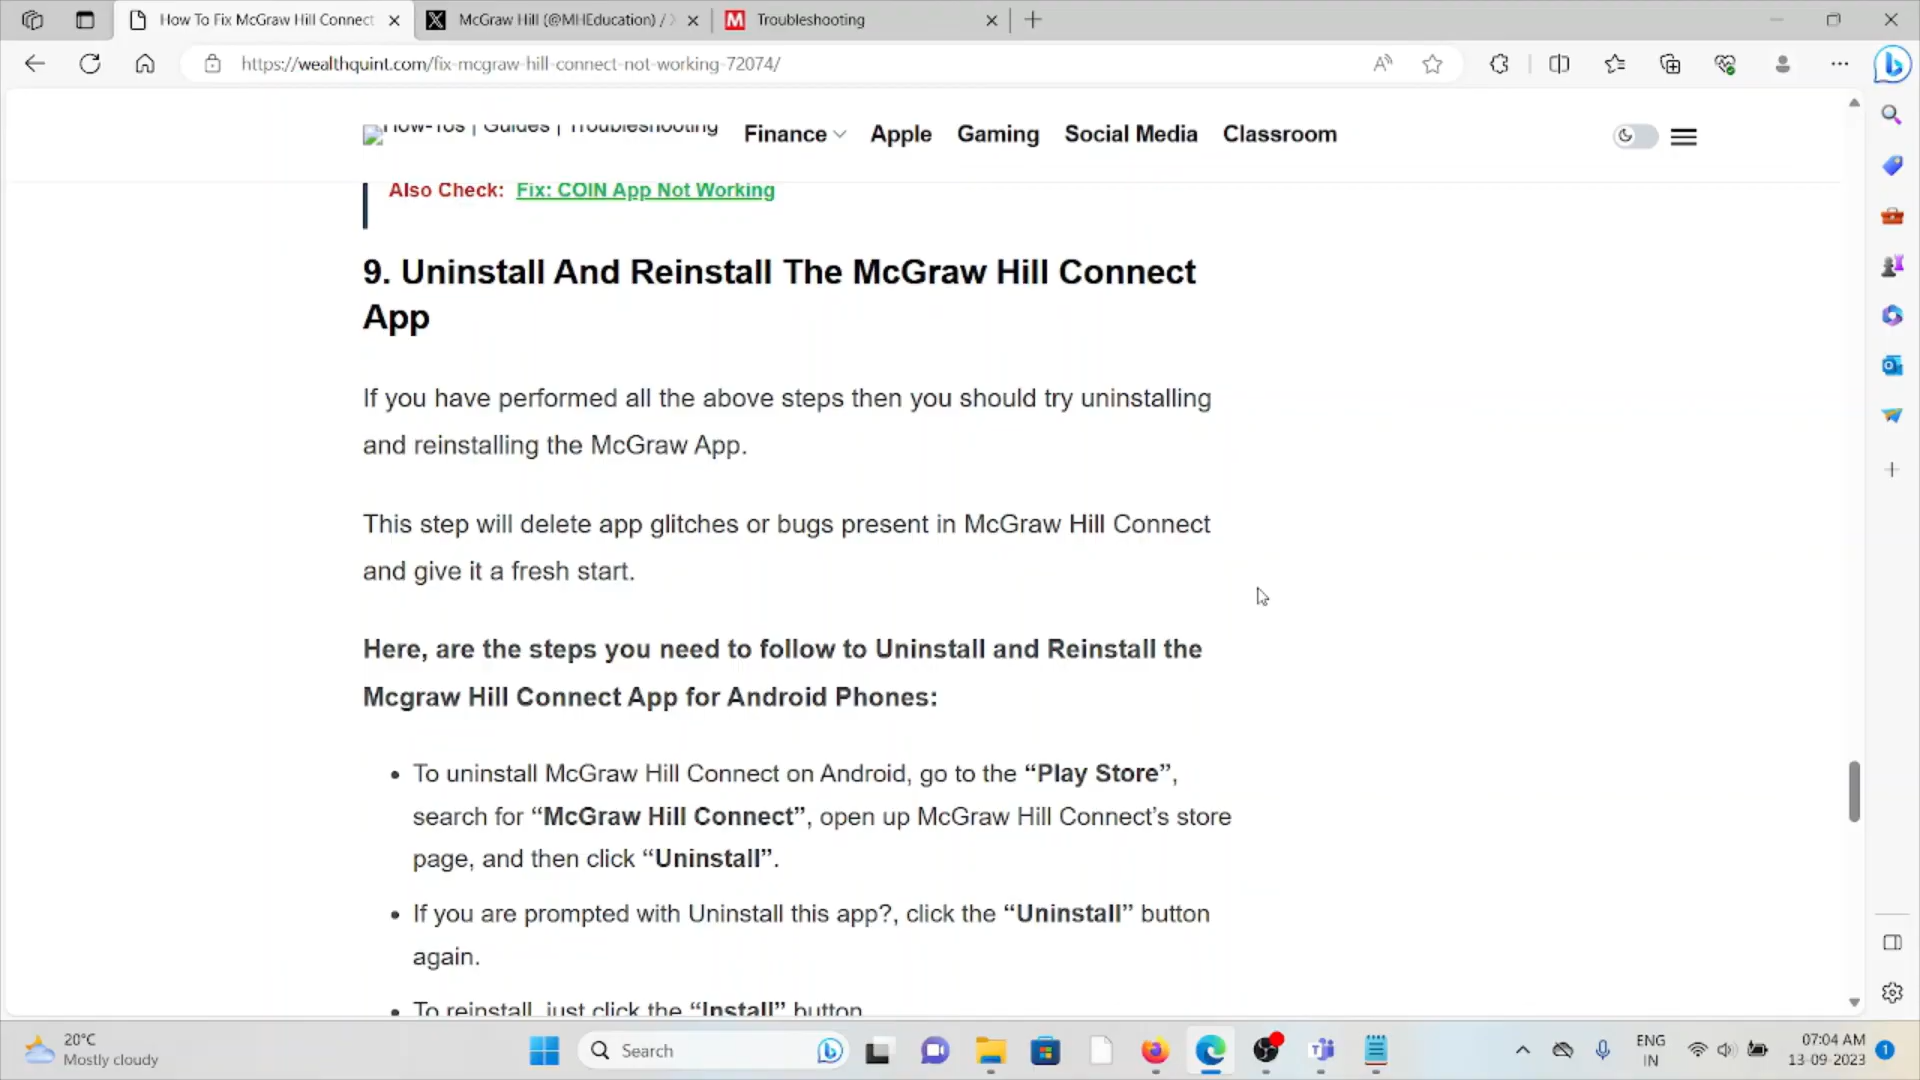 How To Fix McGraw Hill Connect
McGraw Hill (@MHEducation) / X
Troubleshooting
https://wealthquint.com/fix-mcgraw-hill-connect-not-working-72074/
How-Tos | Guides | Troubleshooting
Finance
Apple
Gaming
Social Media
Classroom
Also Check: Fix: COIN App Not Working
9. Uninstall And Reinstall The McGraw Hill Connect
App
If you have performed all the above steps then you should try uninstalling
and reinstalling the McGraw App.
This step will delete app glitches or bugs present in McGraw Hill Connect
and give it a fresh start.
Here, are the steps you need to follow to Uninstall and Reinstall the
Mcgraw Hill Connect App for Android Phones:
• To uninstall McGraw Hill Connect on Android, go to the “Play Store”,
search for “McGraw Hill Connect”, open up McGraw Hill Connect’s store
page, and then click “Uninstall”.
• If you are prompted with Uninstall this app?, click the “Uninstall” button
again.
• To reinstall, just click the “Install” button
20°C
Mostly cloudy
Search
ENG
IN
07:04 AM
13-09-2023
1